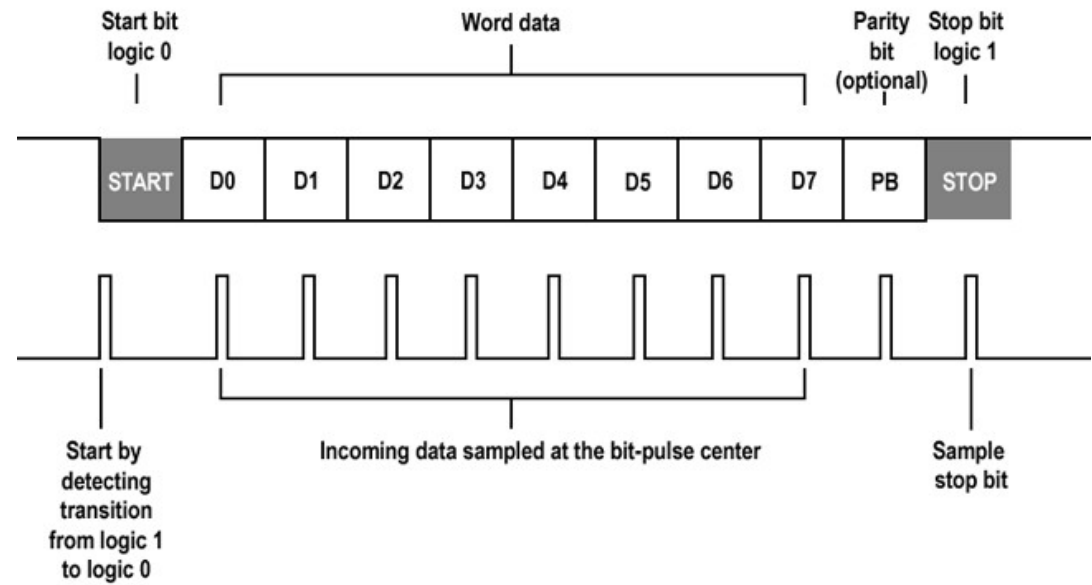 Start bit
logic 0
Word data
Parity
bit
(optional)
Stop bit
logic 1
START D0 D1 D2 D3 D4 D5 D6 D7 PB STOP
Start by
detecting
transition
from logic 1
to logic 0
Incoming data sampled at the bit-pulse center
Sample
stop bit